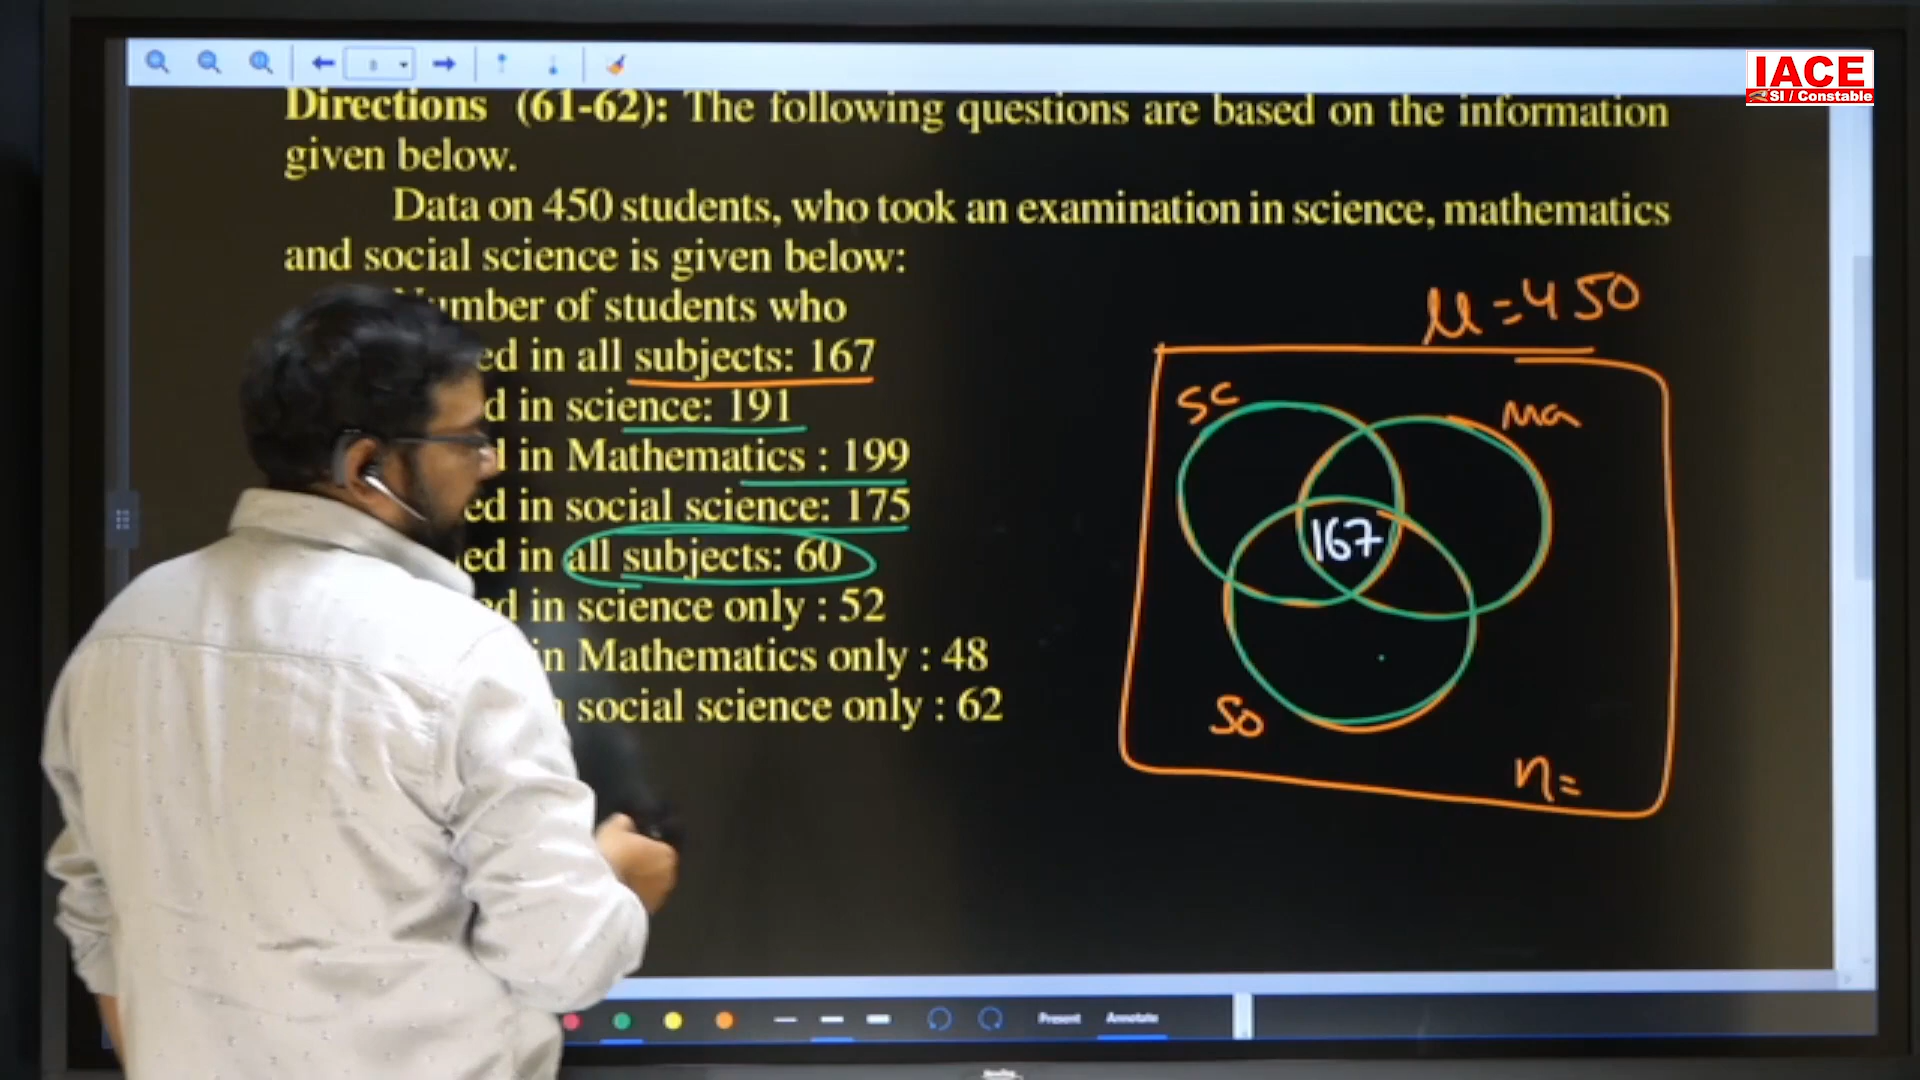 IACE
SI / Constable
Directions (61-62): The following questions are based on the information
given below.
Data on 450 students, who took an examination in science, mathematics
and social science is given below:
Number of students who
ed in all subjects: 167
d in science: 191
d in Mathematics : 199
ed in social science: 175
ed in all subjects: 60
ed in science only : 52
in Mathematics only : 48
social science only : 62
μ = 450
SC
Ma
167
So
n=
Present Annotate